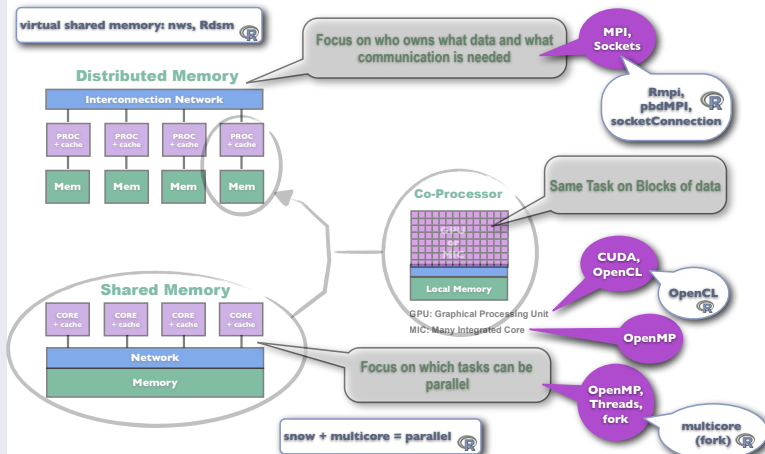 virtual shared memory: nws, Rdsm
R
Focus on who owns what data and what
communication is needed
MPI,
Sockets
Rmpi,
pbdMPI,
socketConnection
R
Distributed Memory
Interconnection Network
PROC
+ cache
PROC
+ cache
PROC
+ cache
PROC
+ cache
Mem
Mem
Mem
Mem
Co-Processor
GPU
or
MIC
Local Memory
GPU: Graphical Processing Unit
MIC: Many Integrated Core
Same Task on Blocks of data
CUDA,
OpenCL
OpenCL
R
OpenMP
Shared Memory
CORE
+ cache
CORE
+ cache
CORE
+ cache
CORE
+ cache
Network
Memory
Focus on which tasks can be
parallel
OpenMP,
Threads,
fork
multicore
(fork) R
snow + multicore = parallel
R